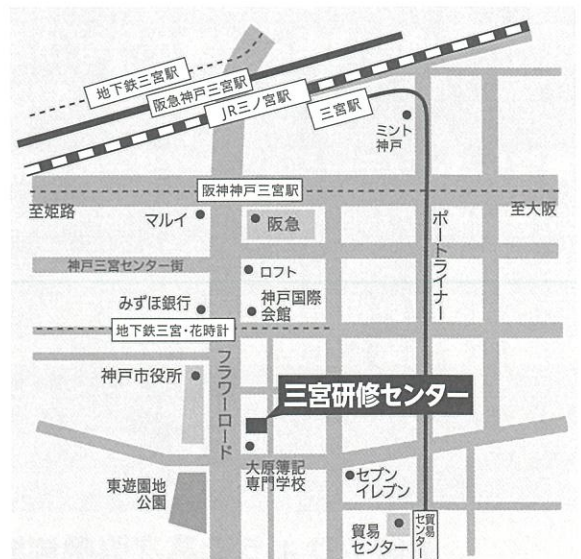 地下鉄三宮駅
阪急神戸三宮駅
JR三ノ宮駅
三宮駅
ミント
神戸
阪神神戸三宮駅
至姫路
マルイ
阪急
ポートライナー
至大阪
神戸三宮センター街
ロフト
みずほ銀行
神戸国際
会館
地下鉄三宮・花時計
フラワーロード
神戸市役所
三宮研修センター
大原簿記
専門学校
東遊園地
公園
セブン
イレブン
貿易
センター
貿易
センター